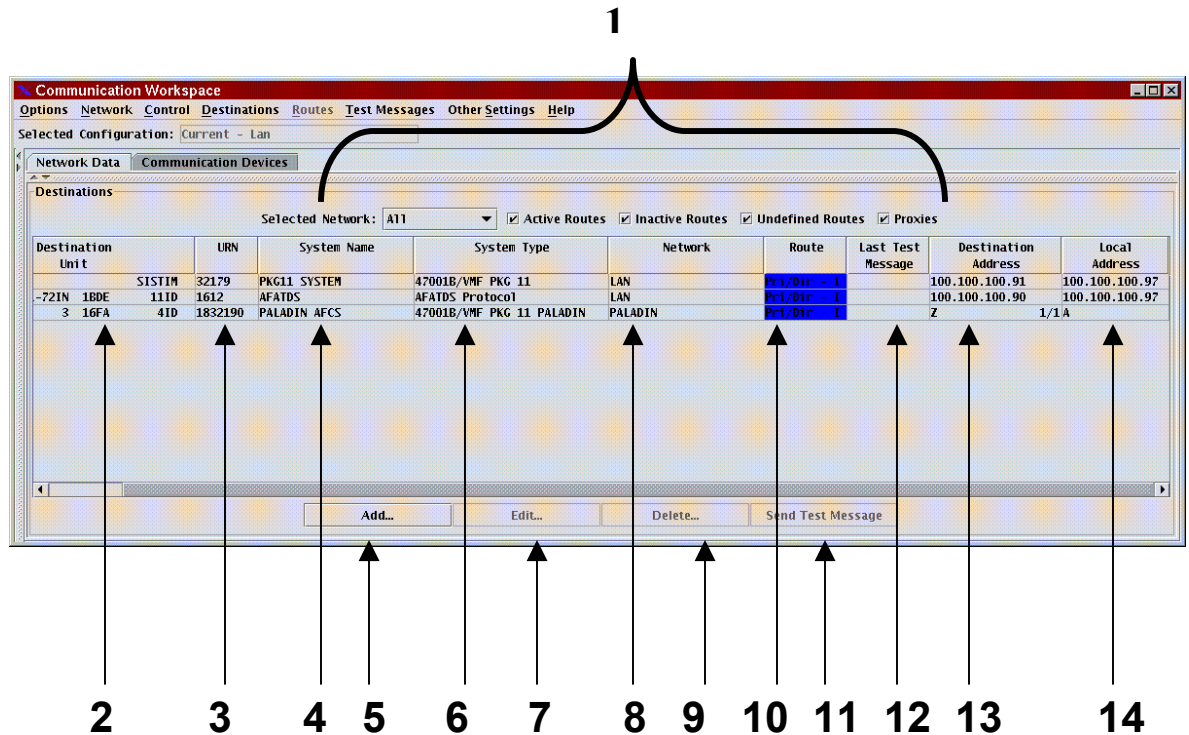 1
Communication Workspace
Options Network Control Destinations Routes Test Messages Other Settings Help
Selected Configuration: Current - Lan
Network Data Communication Devices
Destinations
Selected Network: All Active Routes Inactive Routes Undefined Routes Proxies
Destination Unit URN System Name System Type Network Route Last Test Message Destination Address Local Address
SISTIM 32179 PKG11 SYSTEM 47001B/VMF PKG 11 LAN Pri/Dir - I 100.100.100.91 100.100.100.97
-72IN 1BDE 11ID 1612 AFATDS AFATDS Protocol LAN Pri/Dir - I 100.100.100.90 100.100.100.97
3 16FA 4ID 1832190 PALADIN AFCS 47001B/VMF PKG 11 PALADIN PALADIN Pri/Dir - I Z 1/1 A
Add... Edit... Delete... Send Test Message
2 3 4 5 6 7 8 9 10 11 12 13 14